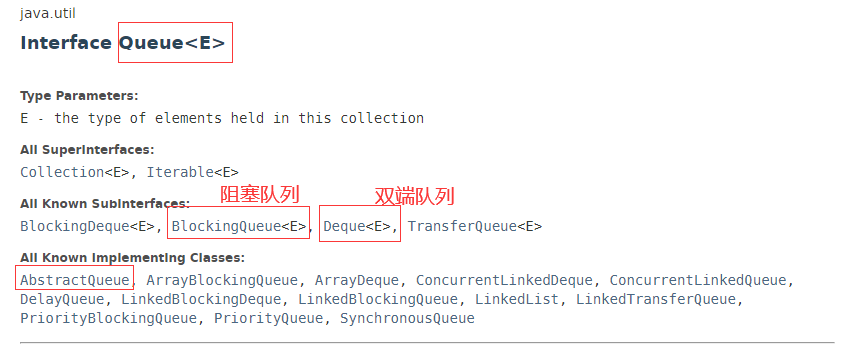 java.util
Interface Queue<E>
Type Parameters:
E - the type of elements held in this collection
All Superinterfaces:
Collection<E>, Iterable<E>
阻塞队列 双端队列
All Known Subinterfaces:
BlockingDeque<E>, BlockingQueue<E>, Deque<E>, TransferQueue<E>
All Known Implementing Classes:
AbstractQueue, ArrayBlockingQueue, ArrayDeque, ConcurrentLinkedDeque, ConcurrentLinkedQueue,
DelayQueue, LinkedBlockingDeque, LinkedBlockingQueue, LinkedList, LinkedTransferQueue,
PriorityBlockingQueue, PriorityQueue, SynchronousQueue